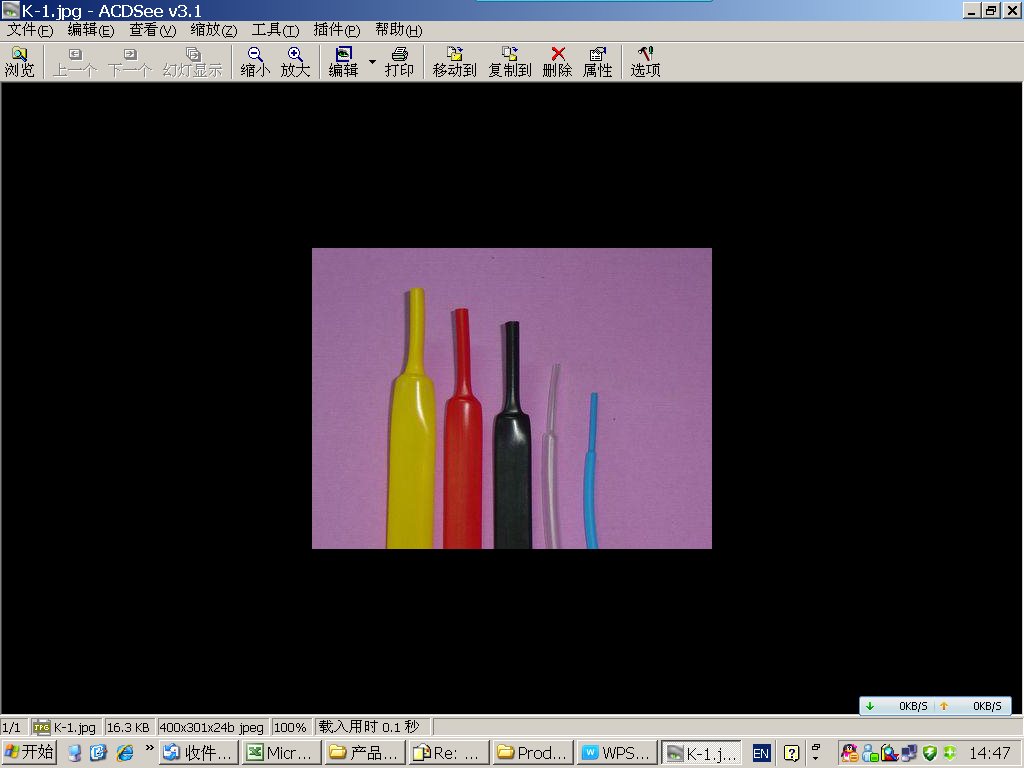 K-1.jpg - ACDSee v3.1
文件(F) 编辑(E) 查看(V) 缩放(Z) 工具(T) 插件(P) 帮助(H)
浏览 上一个 下一个 幻灯显示 缩小 放大 编辑 打印 移动到 复制到 删除 属性 选项
0KB/S 0KB/S
1/1 JPG K-1.jpg 16.3 KB 400x301x24b jpeg 100% 载入用时 0.1 秒
开始 » 收件... Micr... 产品... Re: ... Prod... WPS... K-1.j... EN 14:47